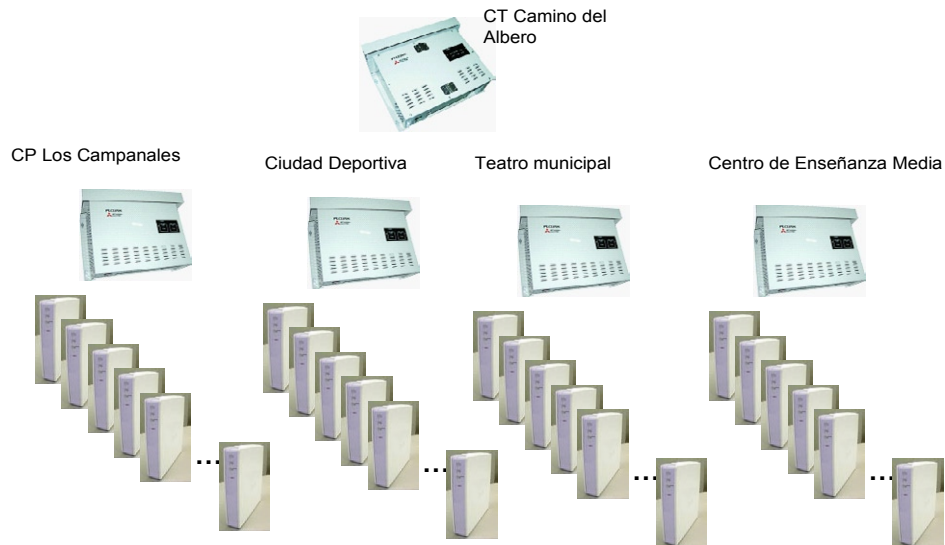 CT Camino del
Albero
CP Los Campanales
Ciudad Deportiva
Teatro municipal
Centro de Enseñanza Media
...
...
...
...